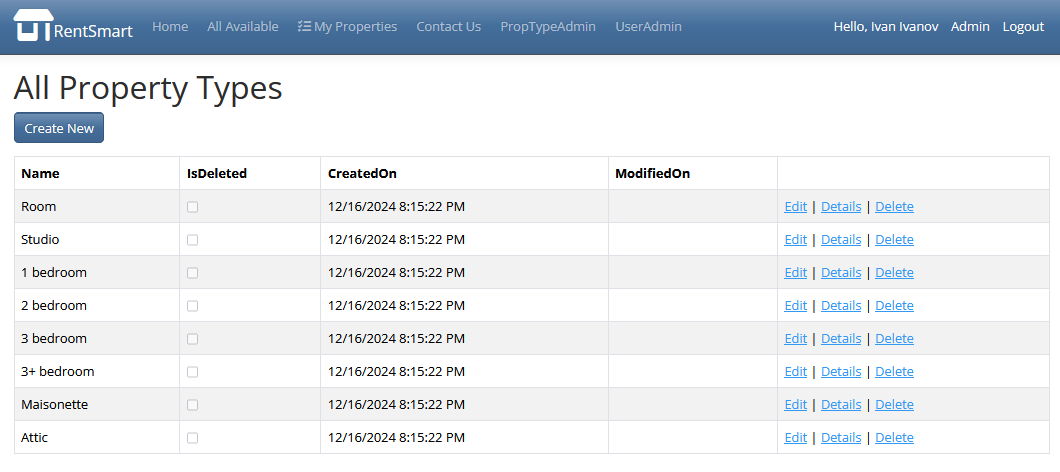 RentSmart Home All Available My Properties Contact Us PropTypeAdmin UserAdmin Hello, Ivan Ivanov Admin Logout
All Property Types
Create New
Name IsDeleted CreatedOn ModifiedOn
Room 12/16/2024 8:15:22 PM Edit | Details | Delete
Studio 12/16/2024 8:15:22 PM Edit | Details | Delete
1 bedroom 12/16/2024 8:15:22 PM Edit | Details | Delete
2 bedroom 12/16/2024 8:15:22 PM Edit | Details | Delete
3 bedroom 12/16/2024 8:15:22 PM Edit | Details | Delete
3+ bedroom 12/16/2024 8:15:22 PM Edit | Details | Delete
Maisonette 12/16/2024 8:15:22 PM Edit | Details | Delete
Attic 12/16/2024 8:15:22 PM Edit | Details | Delete